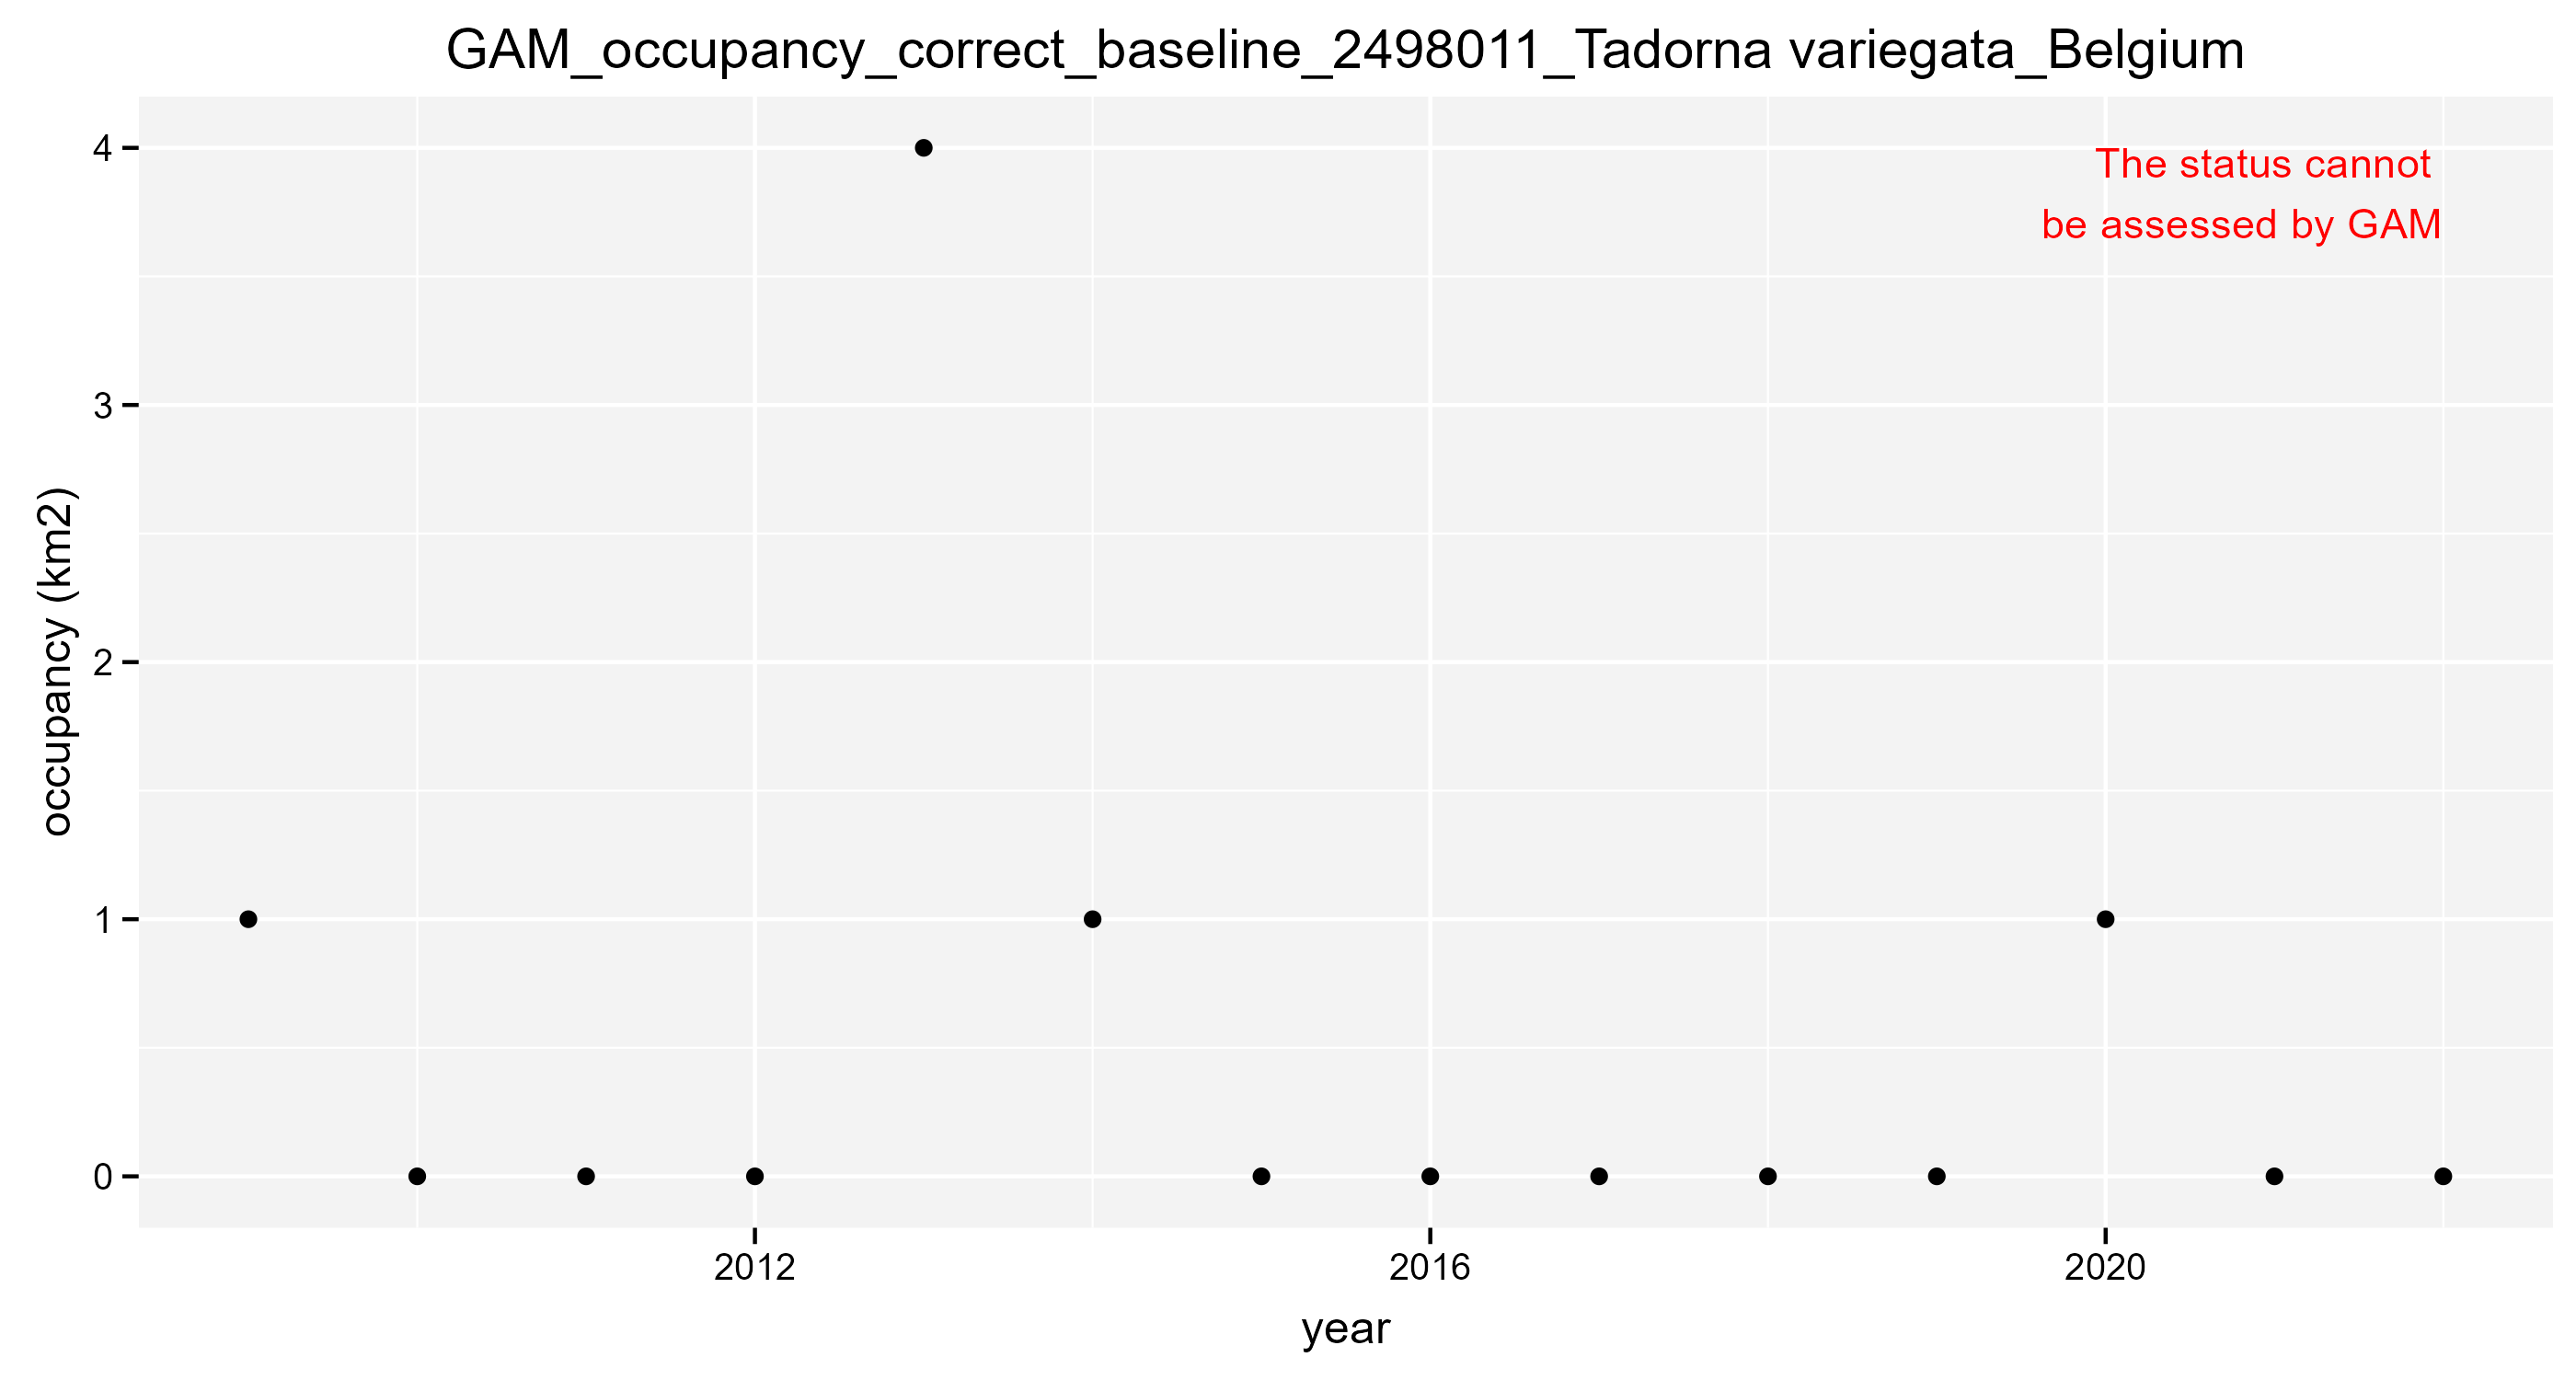 GAM_occupancy_correct_baseline_2498011_Tadorna variegata_Belgium
The status cannot
be assessed by GAM
4
3
2
1
0
occupancy (km2)
2012
2016
2020
year